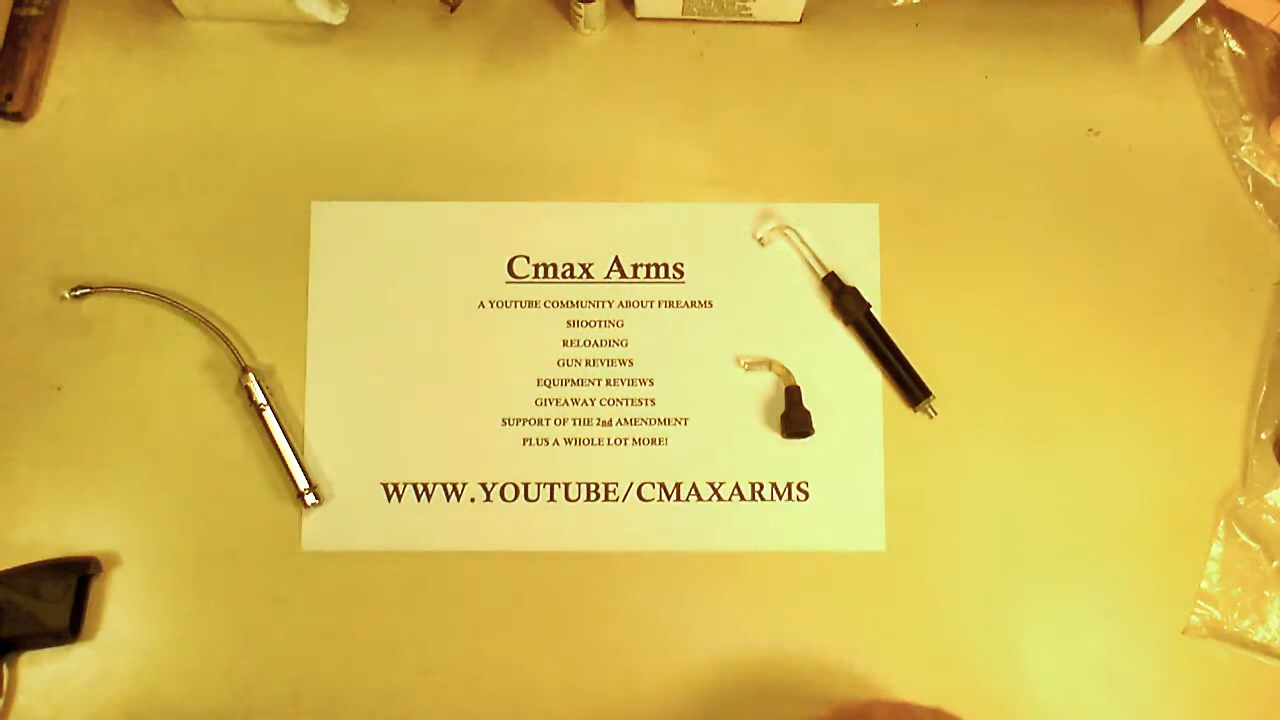 Cmax Arms
A YOUTUBE COMMUNITY ABOUT FIREARMS
SHOOTING
RELOADING
GUN REVIEWS
EQUIPMENT REVIEWS
GIVEAWAY CONTESTS
SUPPORT OF THE 2nd AMENDMENT
PLUS A WHOLE LOT MORE!
WWW.YOUTUBE/CMAXARMS